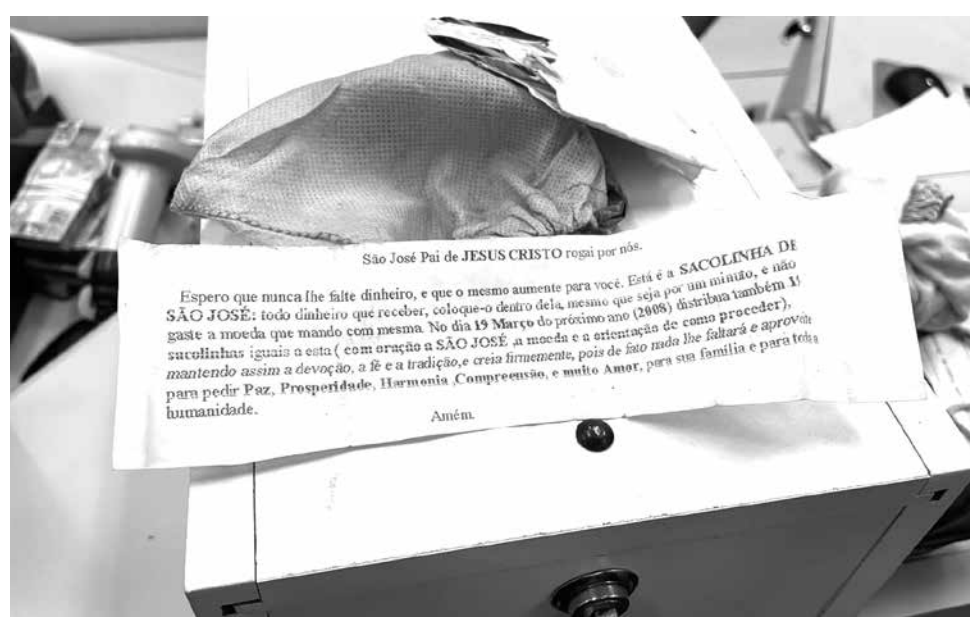 São José Pai de JESUS CRISTO rogai por nós.
Espero que nunca lhe falte dinheiro, e que o mesmo aumente para você. Está é a SACOLINHA DE
SÃO JOSÉ: todo dinheiro que receber, coloque-o dentro dela, mesmo que seja por um minuto, e não
gaste a moeda que mando com mesma. No dia 19 Março do próximo ano (2008) distribua também
sacolinhas iguais a esta ( com oração a SÃO JOSÉ ,a moeda e a orientação de como proceder),
mantendo assim a devoção, a fé e a tradição,e creia firmemente, pois de fato nada lhe faltará e aproveite
para pedir Paz, Prosperidade, Harmonia ,Compreensão, e muito Amor, para sua família e para toda
humanidade.
Amém.